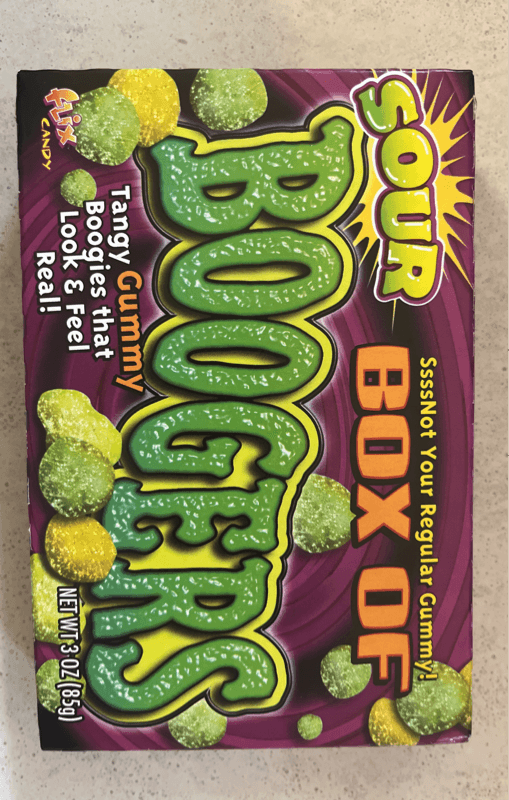 SOUR
SsssNot Your Regular Gummy!
BOX OF
BOOGERS
Tangy Gummy
Boogies that
Look & Feel
Real!
flix
CANDY
NET WT 3 OZ (85g)